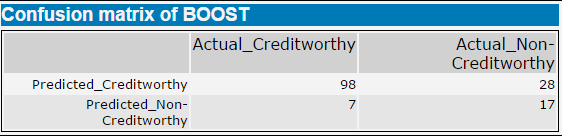 Confusion matrix of BOOST
Actual_Creditworthy Actual_Non-
Creditworthy
Predicted_Creditworthy 98 28
Predicted_Non- 7 17
Creditworthy